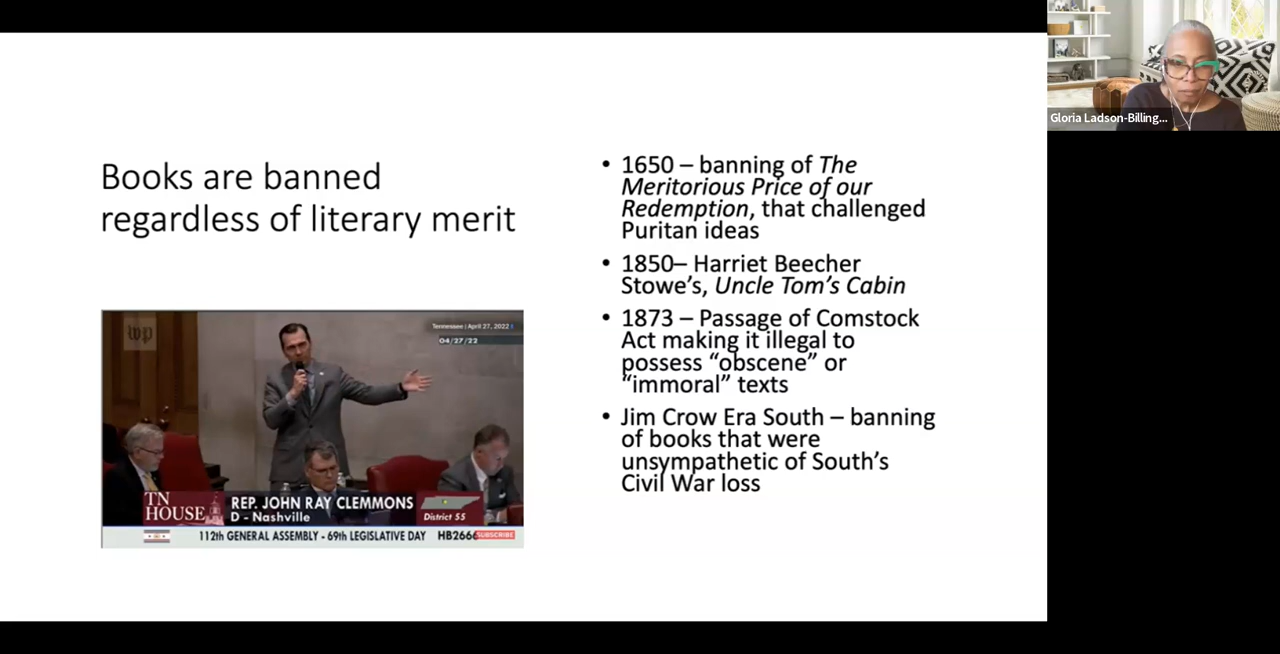 Books are banned
regardless of literary merit
wp
Tennessee | April 27, 2022
04/27/22
TN
HOUSE
REP. JOHN RAY CLEMMONS
D - Nashville
District 55
112th GENERAL ASSEMBLY - 69th LEGISLATIVE DAY HB2666
SUBSCRIBE
• 1650 – banning of The
Meritorious Price of our
Redemption, that challenged
Puritan ideas
• 1850– Harriet Beecher
Stowe's, Uncle Tom's Cabin
• 1873 – Passage of Comstock
Act making it illegal to
possess “obscene” or
“immoral” texts
• Jim Crow Era South – banning
of books that were
unsympathetic of South's
Civil War loss
Gloria Ladson-Billing...